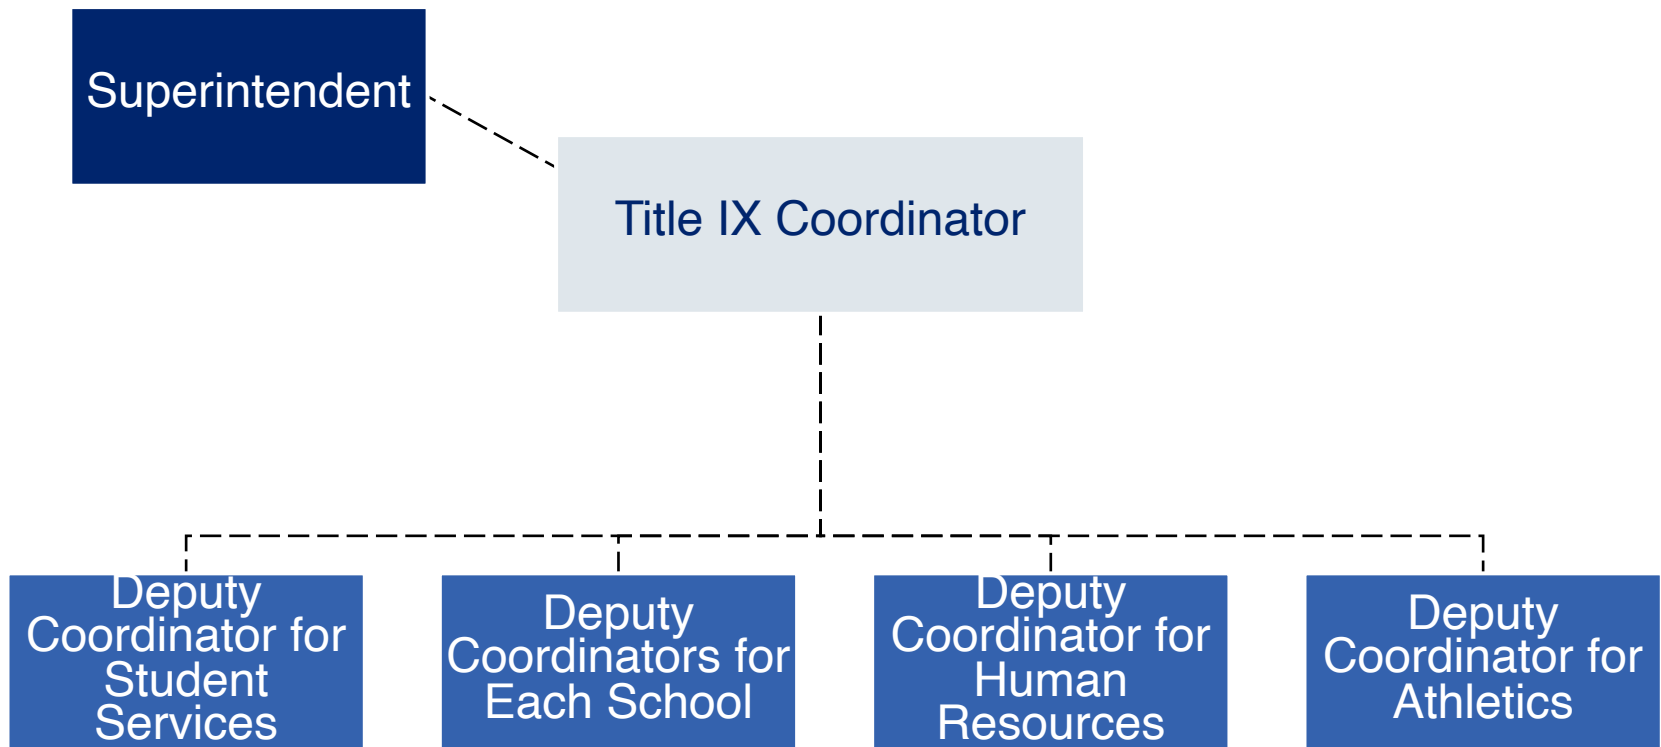 Superintendent
Title IX Coordinator
Deputy
Coordinator for
Student
Services
Deputy
Coordinators for
Each School
Deputy
Coordinator for
Human
Resources
Deputy
Coordinator for
Athletics